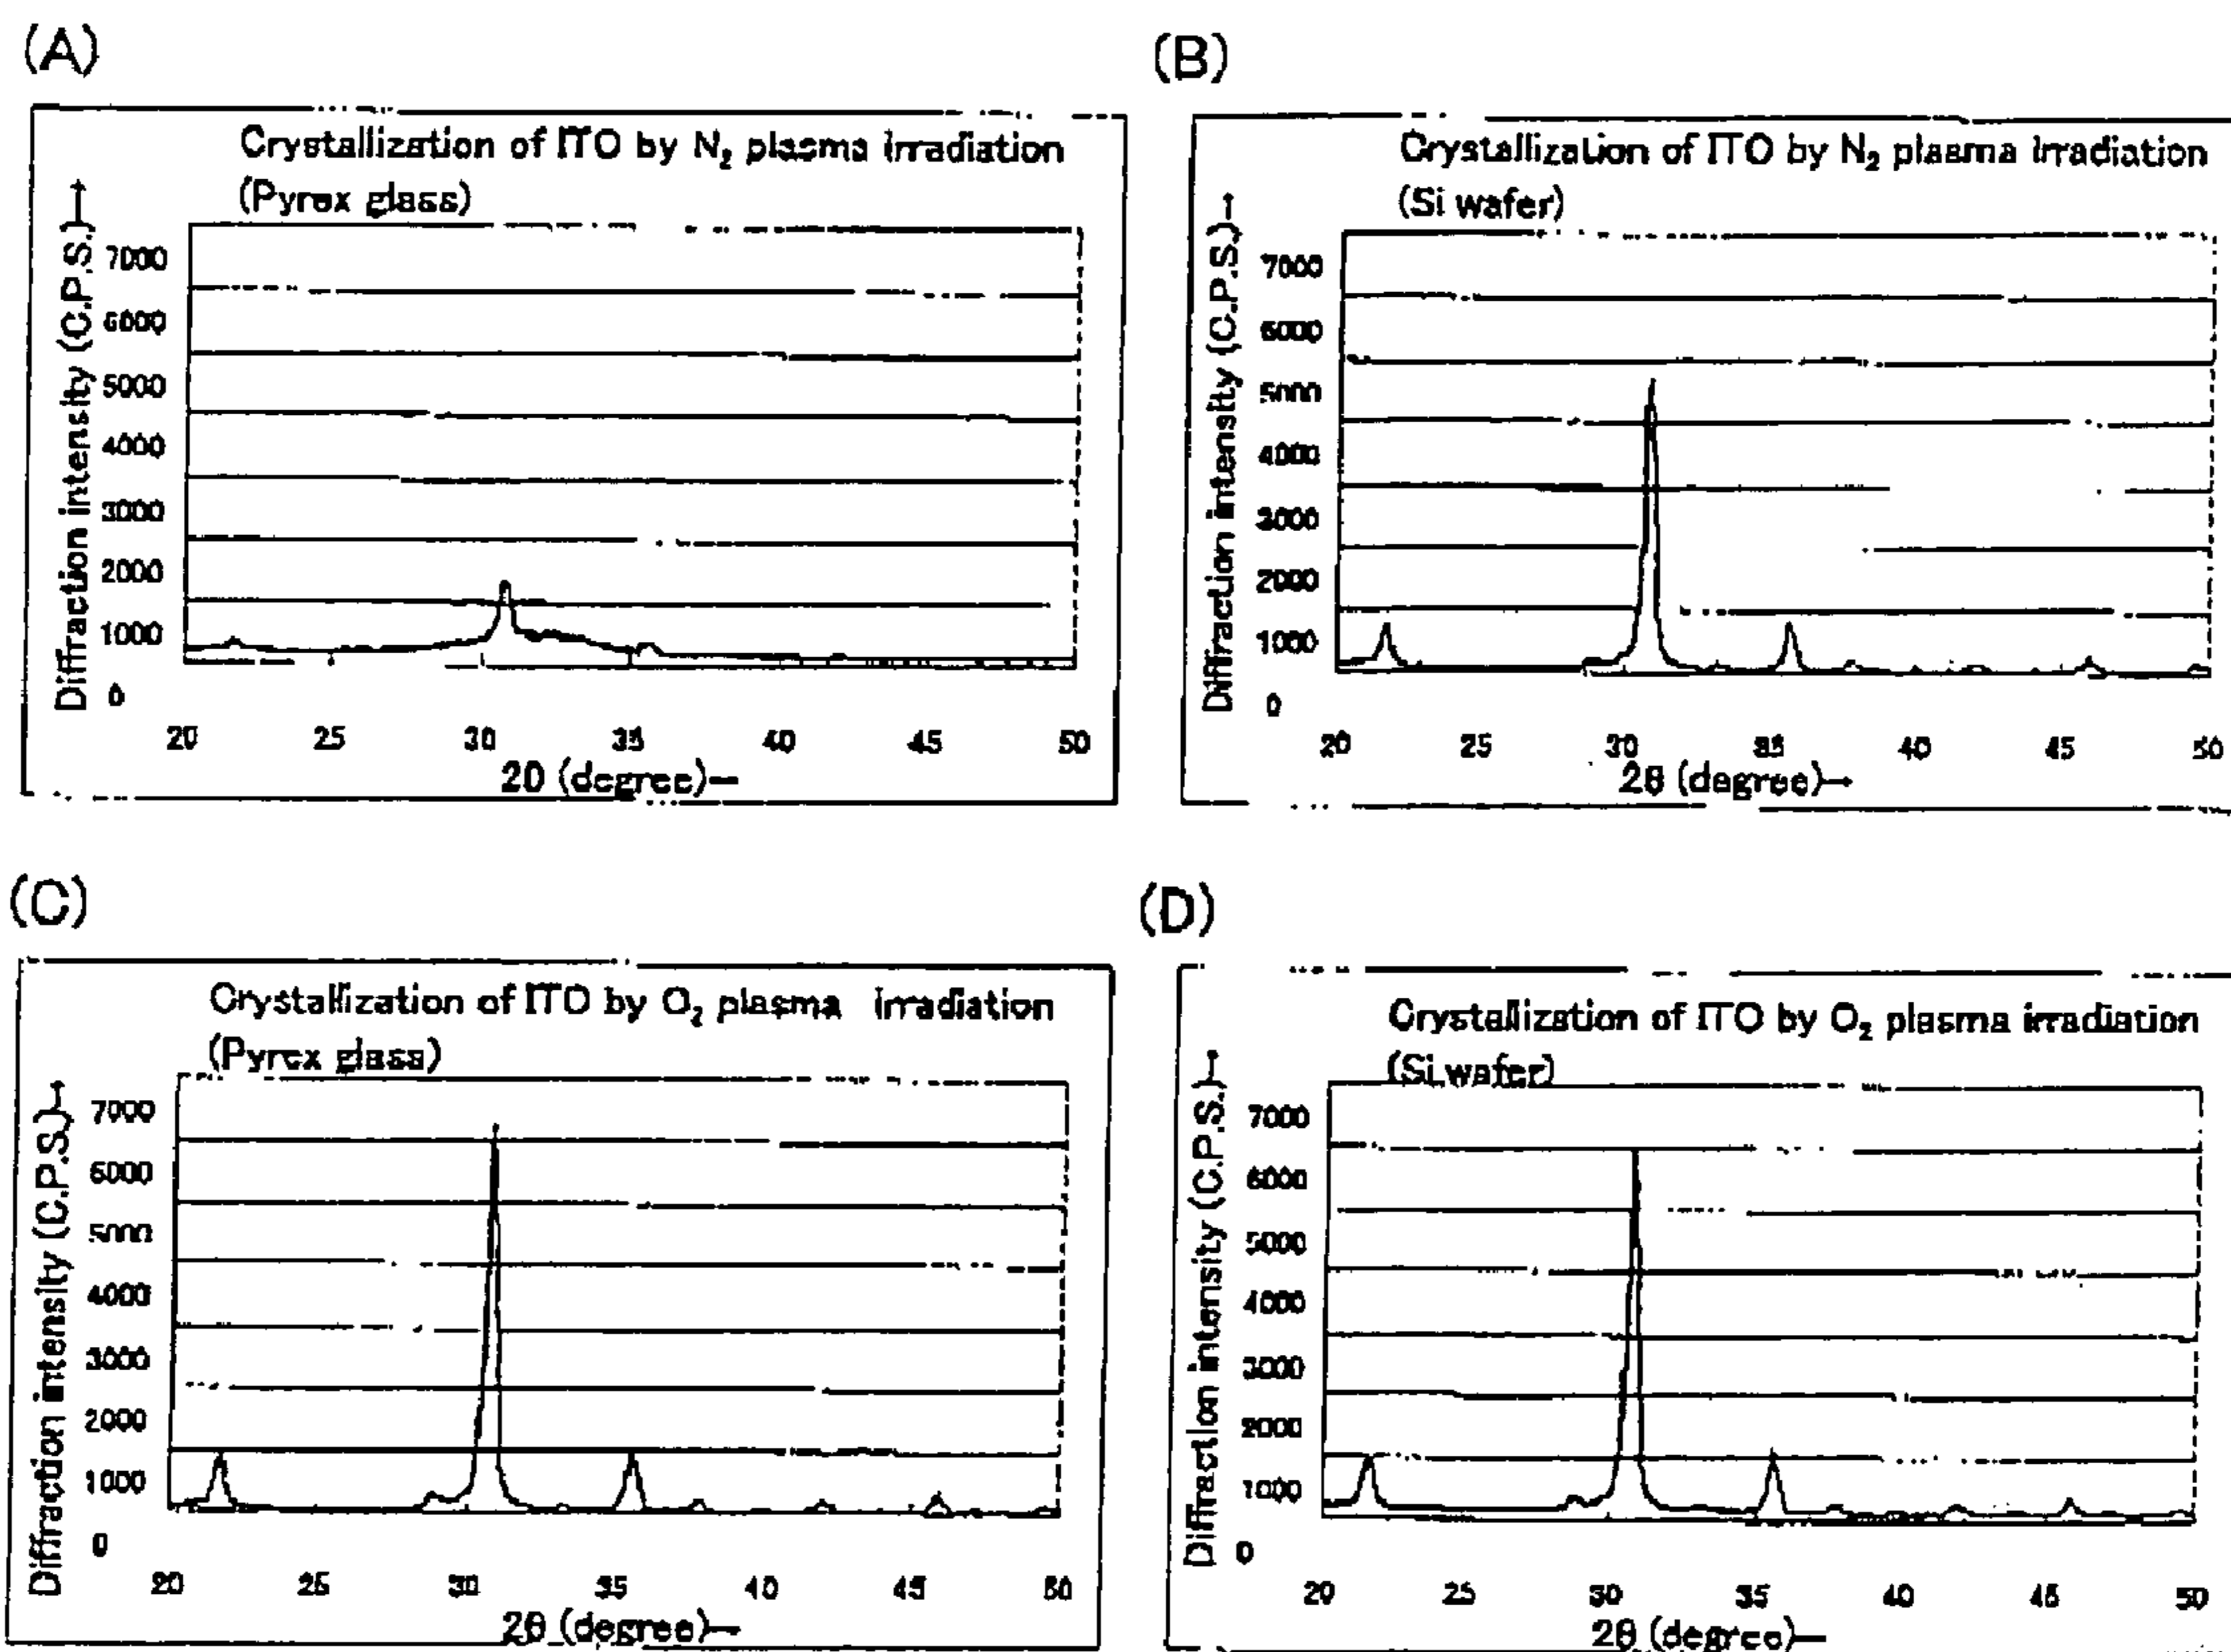 (A)
Crystallization of ITO by N₂ plasma irradiation
(Pyrex glass)
Diffraction intensity (C.P.S.)→
7000
6000
5000
4000
3000
2000
1000
0
20 25 30 35 40 45 50
2θ (degree)—
(B)
Crystallization of ITO by N₂ plasma irradiation
(Si wafer)
Diffraction intensity (C.P.S.)→
7000
6000
5000
4000
3000
2000
1000
0
20 25 30 35 40 45 50
2θ (degree)→
(C)
Crystallization of ITO by O₂ plasma irradiation
(Pyrex glass)
Diffraction intensity (C.P.S.)→
7000
6000
5000
4000
3000
2000
1000
0
20 25 30 35 40 45 50
2θ (degree)—
(D)
Crystallization of ITO by O₂ plasma irradiation
(Si wafer)
Diffraction intensity (C.P.S.)→
7000
6000
5000
4000
3000
2000
1000
0
20 25 30 35 40 45 50
2θ (degree)—